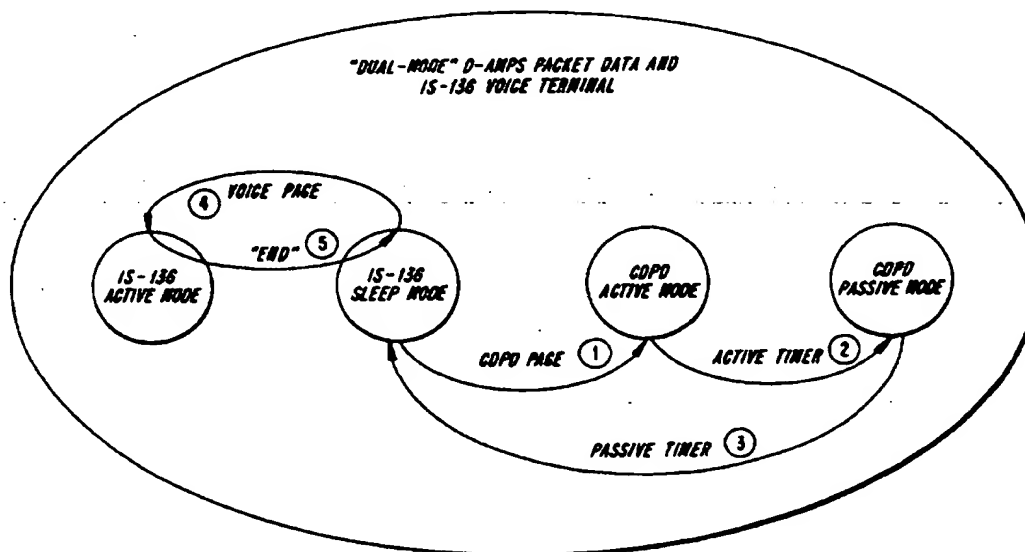 "DUAL-MODE" D-AMPS PACKET DATA AND
IS-136 VOICE TERMINAL
4 VOICE PAGE
"END" 5
IS-136
ACTIVE MODE
IS-136
SLEEP MODE
CDPD
ACTIVE MODE
CDPD
PASSIVE MODE
CDPD PAGE 1
ACTIVE TIMER 2
PASSIVE TIMER 3